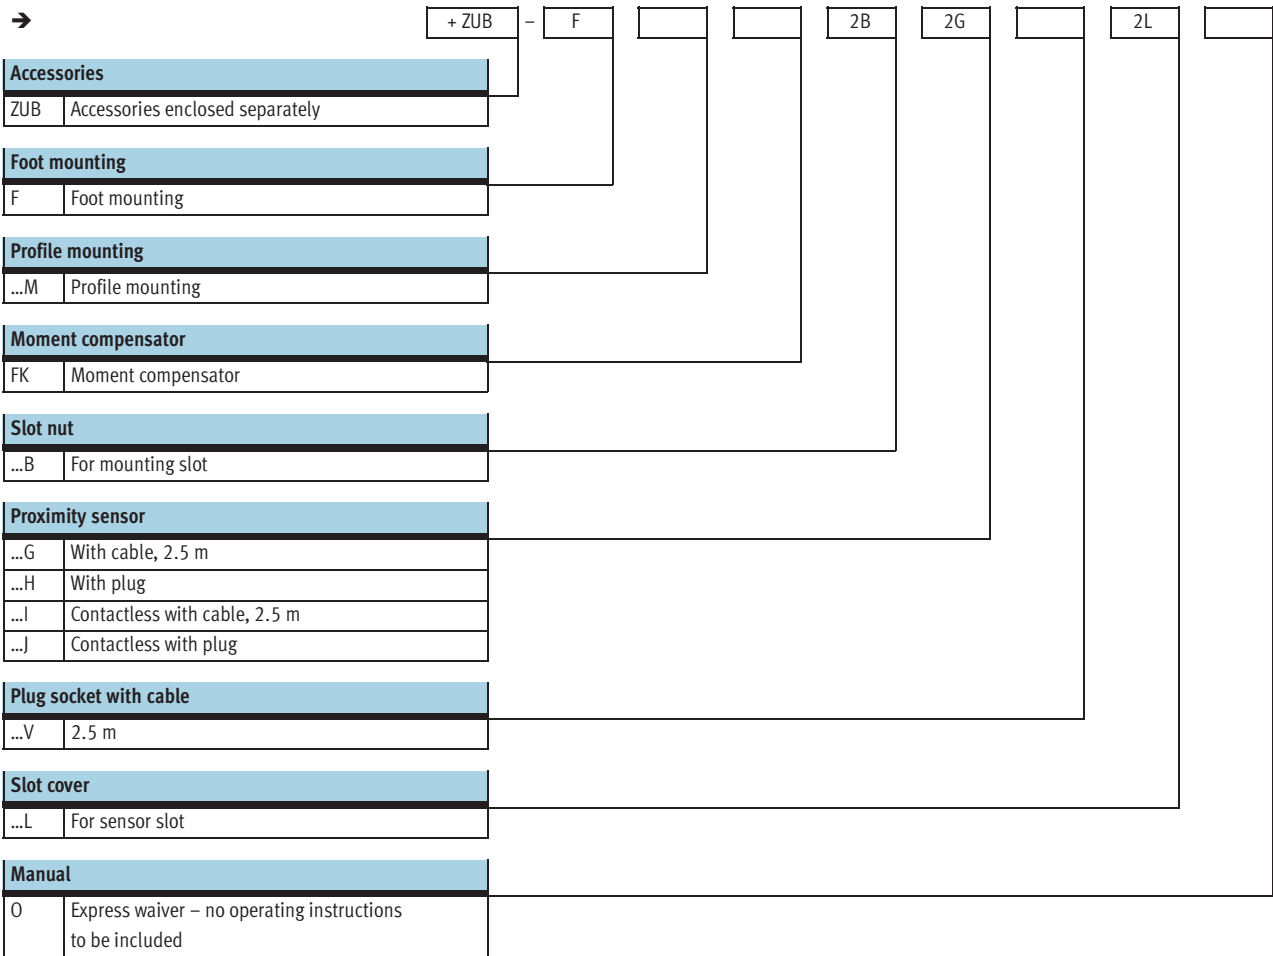 ➔ + ZUB – F 2B 2G 2L
Accessories
ZUB Accessories enclosed separately
Foot mounting
F Foot mounting
Profile mounting
...M Profile mounting
Moment compensator
FK Moment compensator
Slot nut
...B For mounting slot
Proximity sensor
...G With cable, 2.5 m
...H With plug
...I Contactless with cable, 2.5 m
...J Contactless with plug
Plug socket with cable
...V 2.5 m
Slot cover
...L For sensor slot
Manual
O Express waiver – no operating instructions
to be included